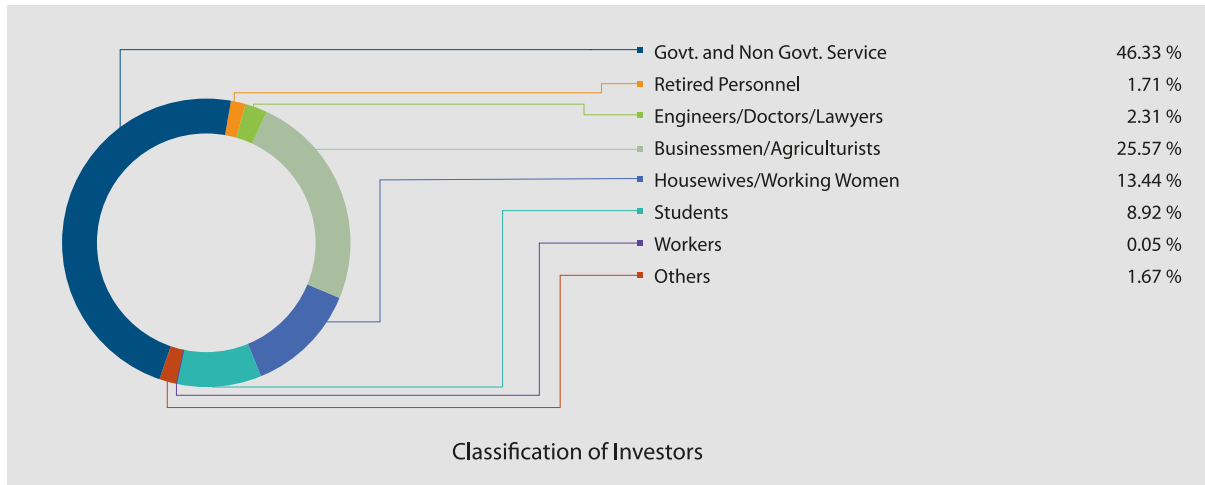 Govt. and Non Govt. Service 46.33 %
Retired Personnel 1.71 %
Engineers/Doctors/Lawyers 2.31 %
Businessmen/Agriculturists 25.57 %
Housewives/Working Women 13.44 %
Students 8.92 %
Workers 0.05 %
Others 1.67 %
Classification of Investors